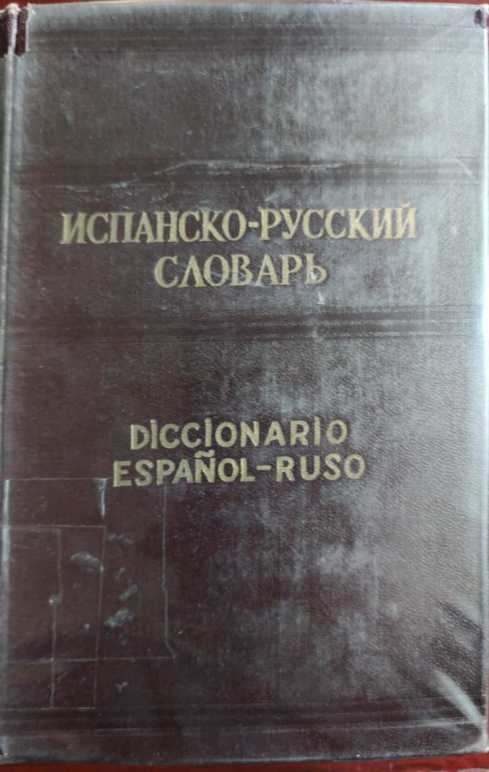 ИСПАНСКО-РУССКИЙ
СЛОВАРЬ
DICCIONARIO
ESPAÑOL-RUSO